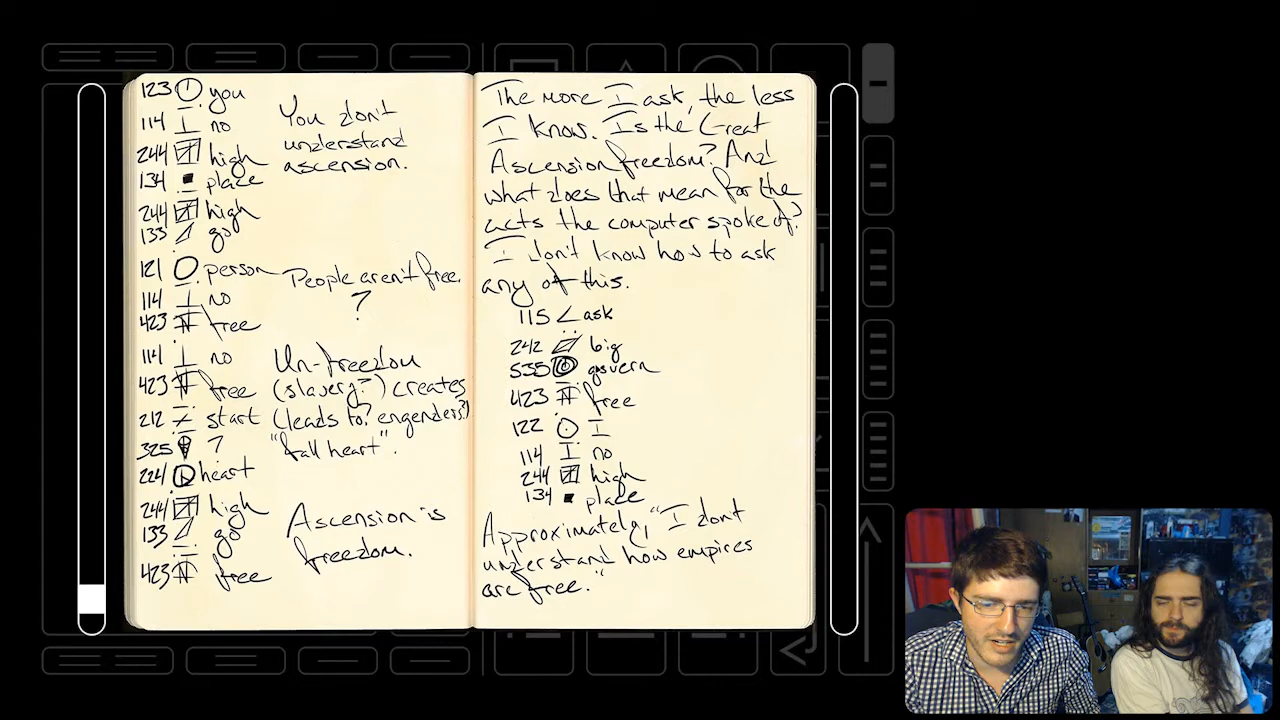 123 you
114 no
244 high
134 place
244 high
133 go
You don't
understand
ascension.
121 person
114 no
423 free
People aren't free.
?
114 no
423 free
212 start
325 ?
224 heart
Un-freedom
(slavery?) creates
(leads to? engenders?)
"fall heart".
244 high
133 go
423 free
Ascension is
freedom.
The more I ask, the less
I know. Is the Great
Ascension freedom? And
what does that mean for the
acts the computer spoke of?
I don't know how to ask
any of this.
115 ask
242 big
535 govern
423 free
122 I
114 no
244 high
134 place
Approximately, "I dont
understand how empires
are free."